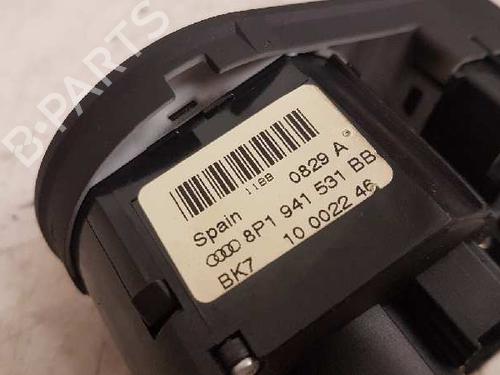 B-PARTS
11BB 0829 A
Spain
8P1 941 531 BB
BK7 10 0022 46